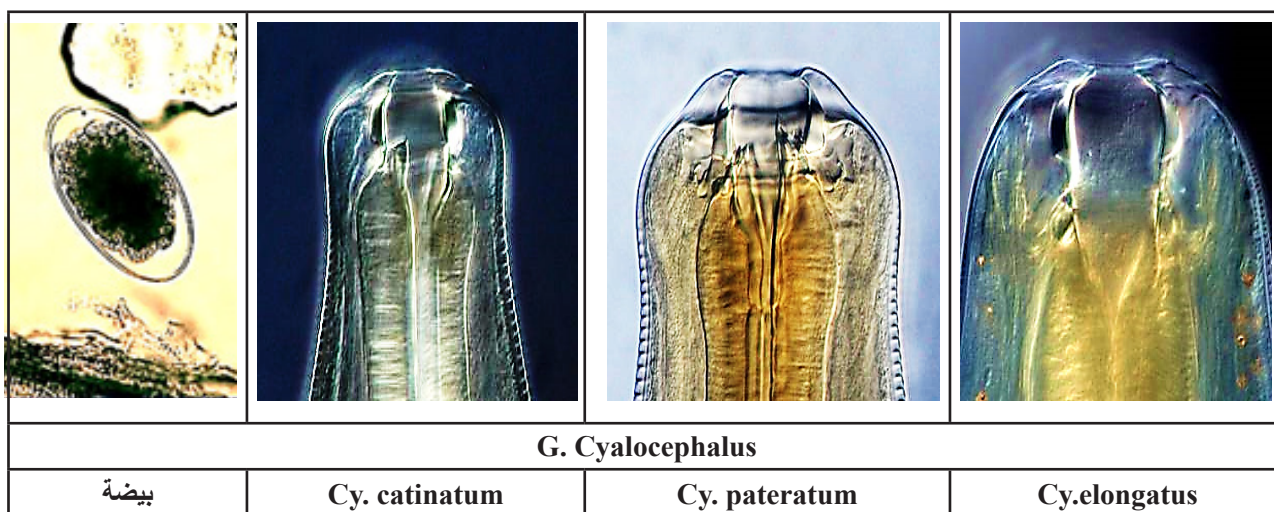 G. Cyalocephalus
بيضة
Cy. catinatum
Cy. pateratum
Cy.elongatus